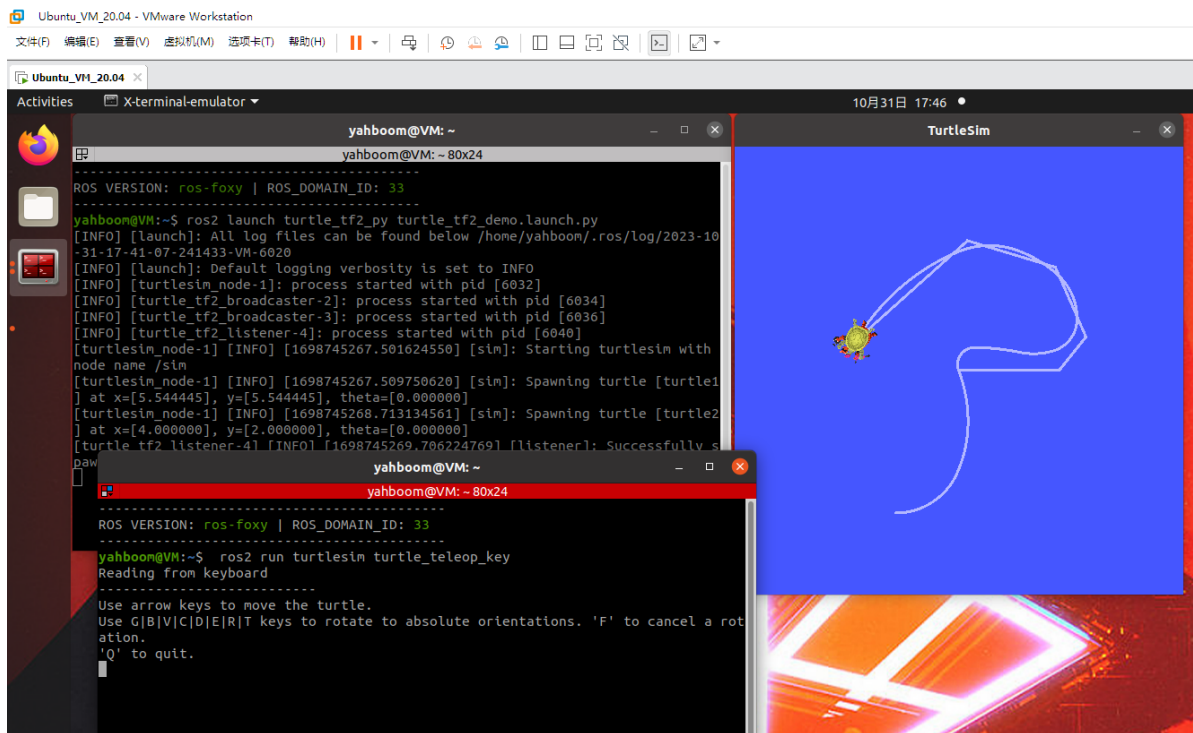 Ubuntu_VM_20.04 - VMware Workstation
文件(F) 编辑(E) 查看(V) 虚拟机(M) 选项卡(T) 帮助(H)
Ubuntu_VM_20.04
Activities X-terminal-emulator 10月31日 17:46
yahboom@VM: ~
yahboom@VM: ~ 80x24
-------------------------------------------
ROS VERSION: ros-foxy | ROS_DOMAIN_ID: 33
-------------------------------------------
yahboom@VM:~$ ros2 launch turtle_tf2_py turtle_tf2_demo.launch.py
[INFO] [launch]: All log files can be found below /home/yahboom/.ros/log/2023-10
-31-17-41-07-241433-VM-6020
[INFO] [launch]: Default logging verbosity is set to INFO
[INFO] [turtlesim_node-1]: process started with pid [6032]
[INFO] [turtle_tf2_broadcaster-2]: process started with pid [6034]
[INFO] [turtle_tf2_broadcaster-3]: process started with pid [6036]
[INFO] [turtle_tf2_listener-4]: process started with pid [6040]
[turtlesim_node-1] [INFO] [1698745267.501624550] [sim]: Starting turtlesim with
node name /sim
[turtlesim_node-1] [INFO] [1698745267.509750620] [sim]: Spawning turtle [turtle1
] at x=[5.544445], y=[5.544445], theta=[0.000000]
[turtlesim_node-1] [INFO] [1698745268.713134561] [sim]: Spawning turtle [turtle2
] at x=[4.000000], y=[2.000000], theta=[0.000000]
[turtle_tf2_listener-4] [INFO] [1698745269.706224769] [listener]: Successfully s
paw
TurtleSim
yahboom@VM: ~
yahboom@VM: ~ 80x24
-------------------------------------------
ROS VERSION: ros-foxy | ROS_DOMAIN_ID: 33
-------------------------------------------
yahboom@VM:~$  ros2 run turtlesim turtle_teleop_key
Reading from keyboard
---------------------------
Use arrow keys to move the turtle.
Use G|B|V|C|D|E|R|T keys to rotate to absolute orientations. 'F' to cancel a rot
ation.
'Q' to quit.